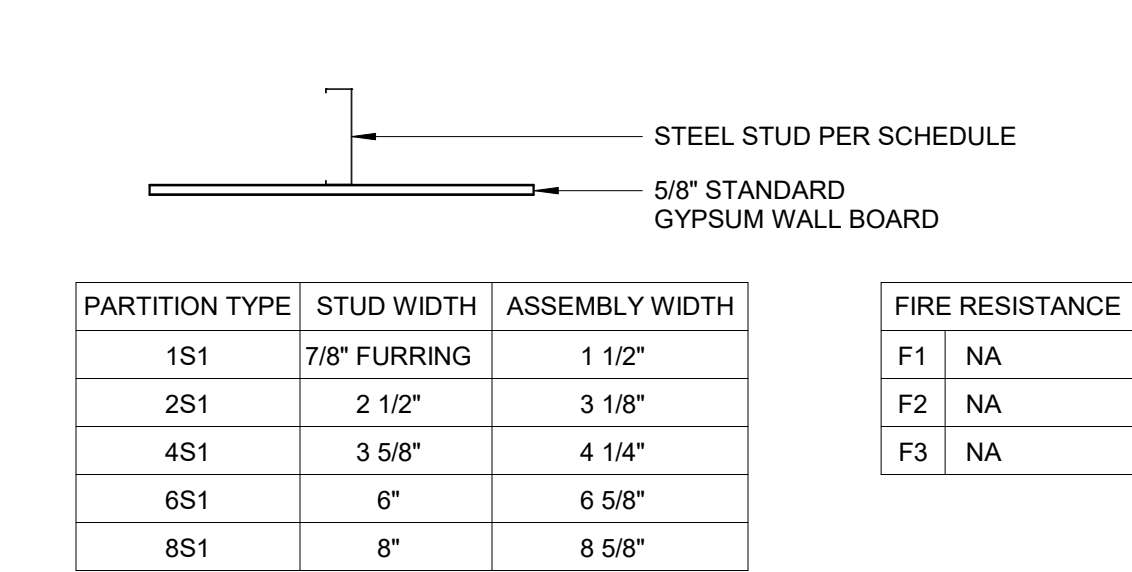 STEEL STUD PER SCHEDULE
5/8" STANDARD
GYPSUM WALL BOARD
PARTITION TYPE STUD WIDTH ASSEMBLY WIDTH
1S1 7/8" FURRING 1 1/2"
2S1 2 1/2" 3 1/8"
4S1 3 5/8" 4 1/4"
6S1 6" 6 5/8"
8S1 8" 8 5/8"
FIRE RESISTANCE
F1 NA
F2 NA
F3 NA